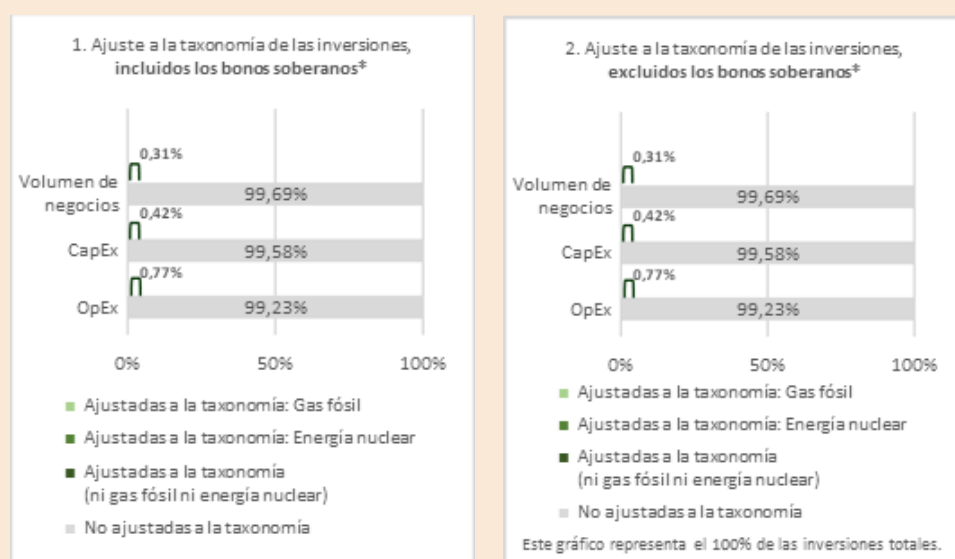 1. Ajuste a la taxonomía de las inversiones,
incluidos los bonos soberanos*
0,31%
Volumen de
negocios
99,69%
0,42%
CapEx
99,58%
0,77%
OpEx
99,23%
0%
50%
100%
Ajustadas a la taxonomía: Gas fósil
Ajustadas a la taxonomía: Energía nuclear
Ajustadas a la taxonomía
(ni gas fósil ni energía nuclear)
No ajustadas a la taxonomía
2. Ajuste a la taxonomía de las inversiones,
excluidos los bonos soberanos*
0,31%
Volumen de
negocios
99,69%
0,42%
CapEx
99,58%
0,77%
OpEx
99,23%
0%
50%
100%
Ajustadas a la taxonomía: Gas fósil
Ajustadas a la taxonomía: Energía nuclear
Ajustadas a la taxonomía
(ni gas fósil ni energía nuclear)
No ajustadas a la taxonomía
Este gráfico representa el 100% de las inversiones totales.